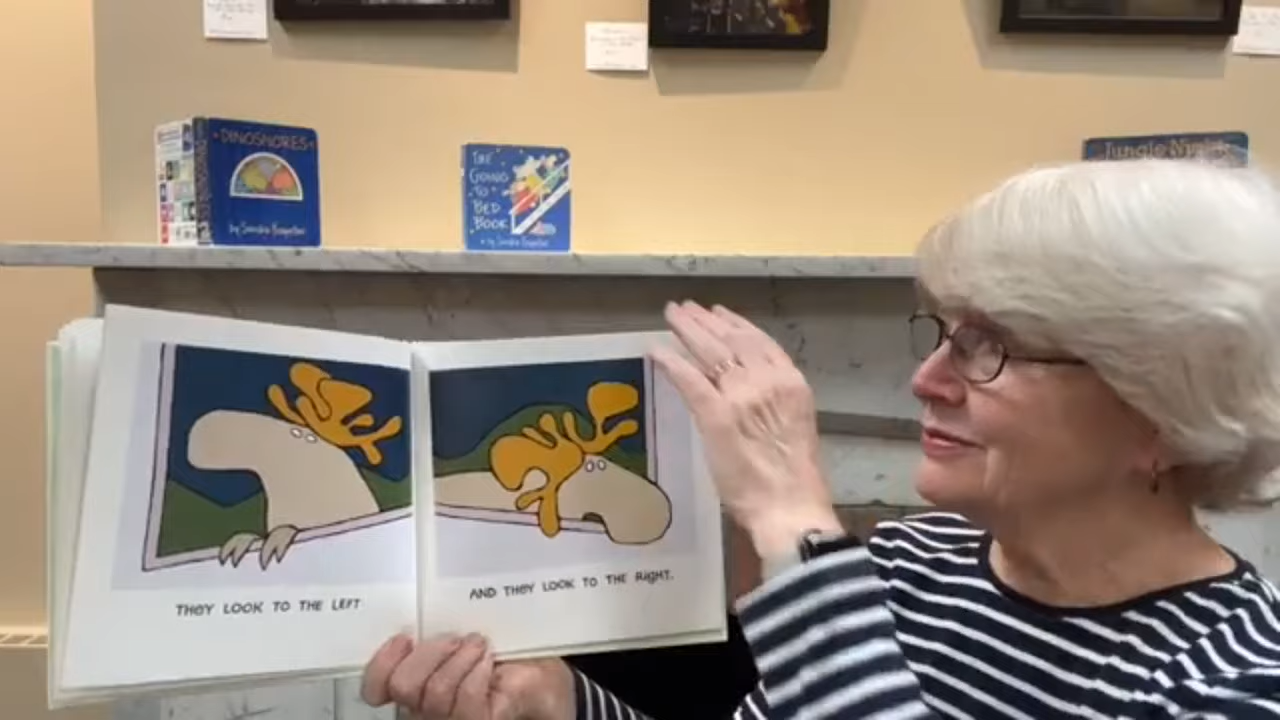 DINOSNORES
by Sandra Boynton
THE
GOING
TO
BED
BOOK
by Sandra Boynton
Jungle Night
THEY LOOK TO THE LEFT
AND THEY LOOK TO THE RIGHT.